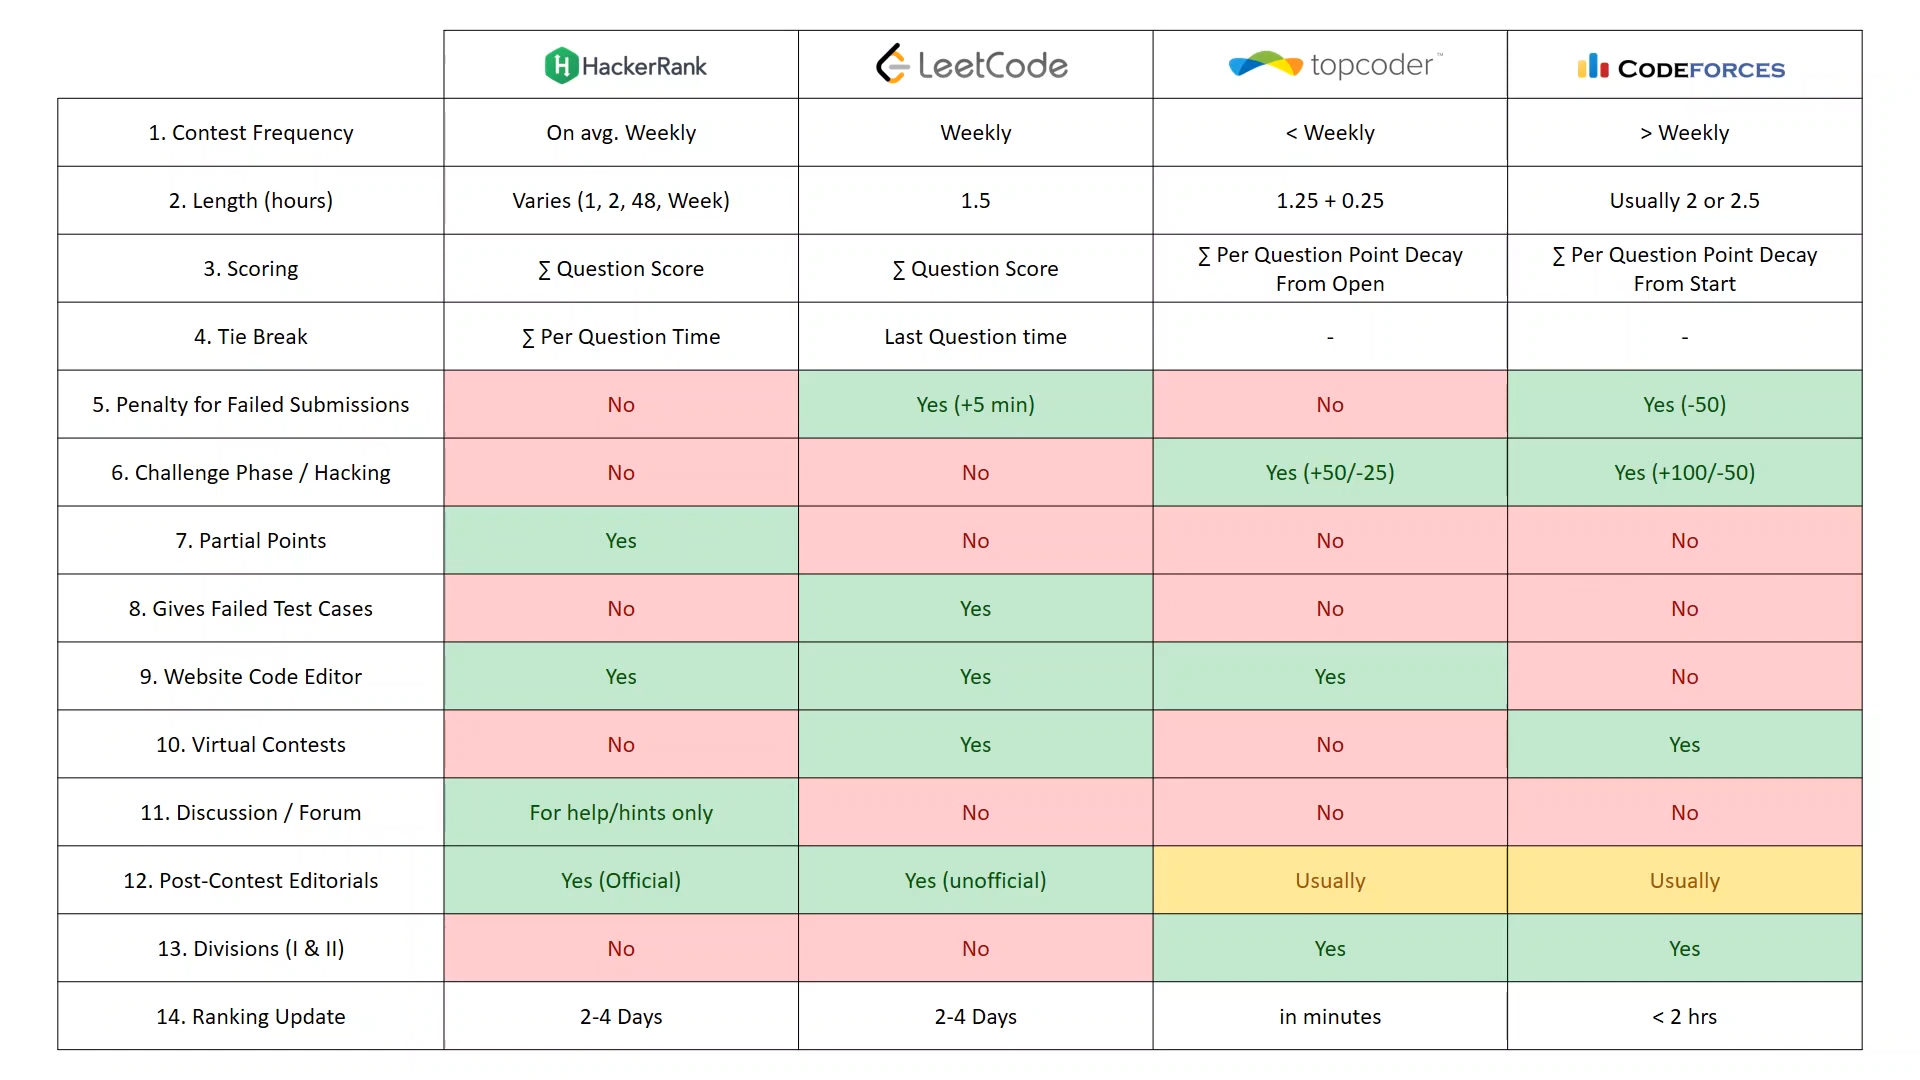 HackerRank LeetCode topcoder™ CODEFORCES
1. Contest Frequency On avg. Weekly Weekly < Weekly > Weekly
2. Length (hours) Varies (1, 2, 48, Week) 1.5 1.25 + 0.25 Usually 2 or 2.5
3. Scoring ∑ Question Score ∑ Question Score ∑ Per Question Point Decay From Open ∑ Per Question Point Decay From Start
4. Tie Break ∑ Per Question Time Last Question time - -
5. Penalty for Failed Submissions No Yes (+5 min) No Yes (-50)
6. Challenge Phase / Hacking No No Yes (+50/-25) Yes (+100/-50)
7. Partial Points Yes No No No
8. Gives Failed Test Cases No Yes No No
9. Website Code Editor Yes Yes Yes No
10. Virtual Contests No Yes No Yes
11. Discussion / Forum For help/hints only No No No
12. Post-Contest Editorials Yes (Official) Yes (unofficial) Usually Usually
13. Divisions (I & II) No No Yes Yes
14. Ranking Update 2-4 Days 2-4 Days in minutes < 2 hrs